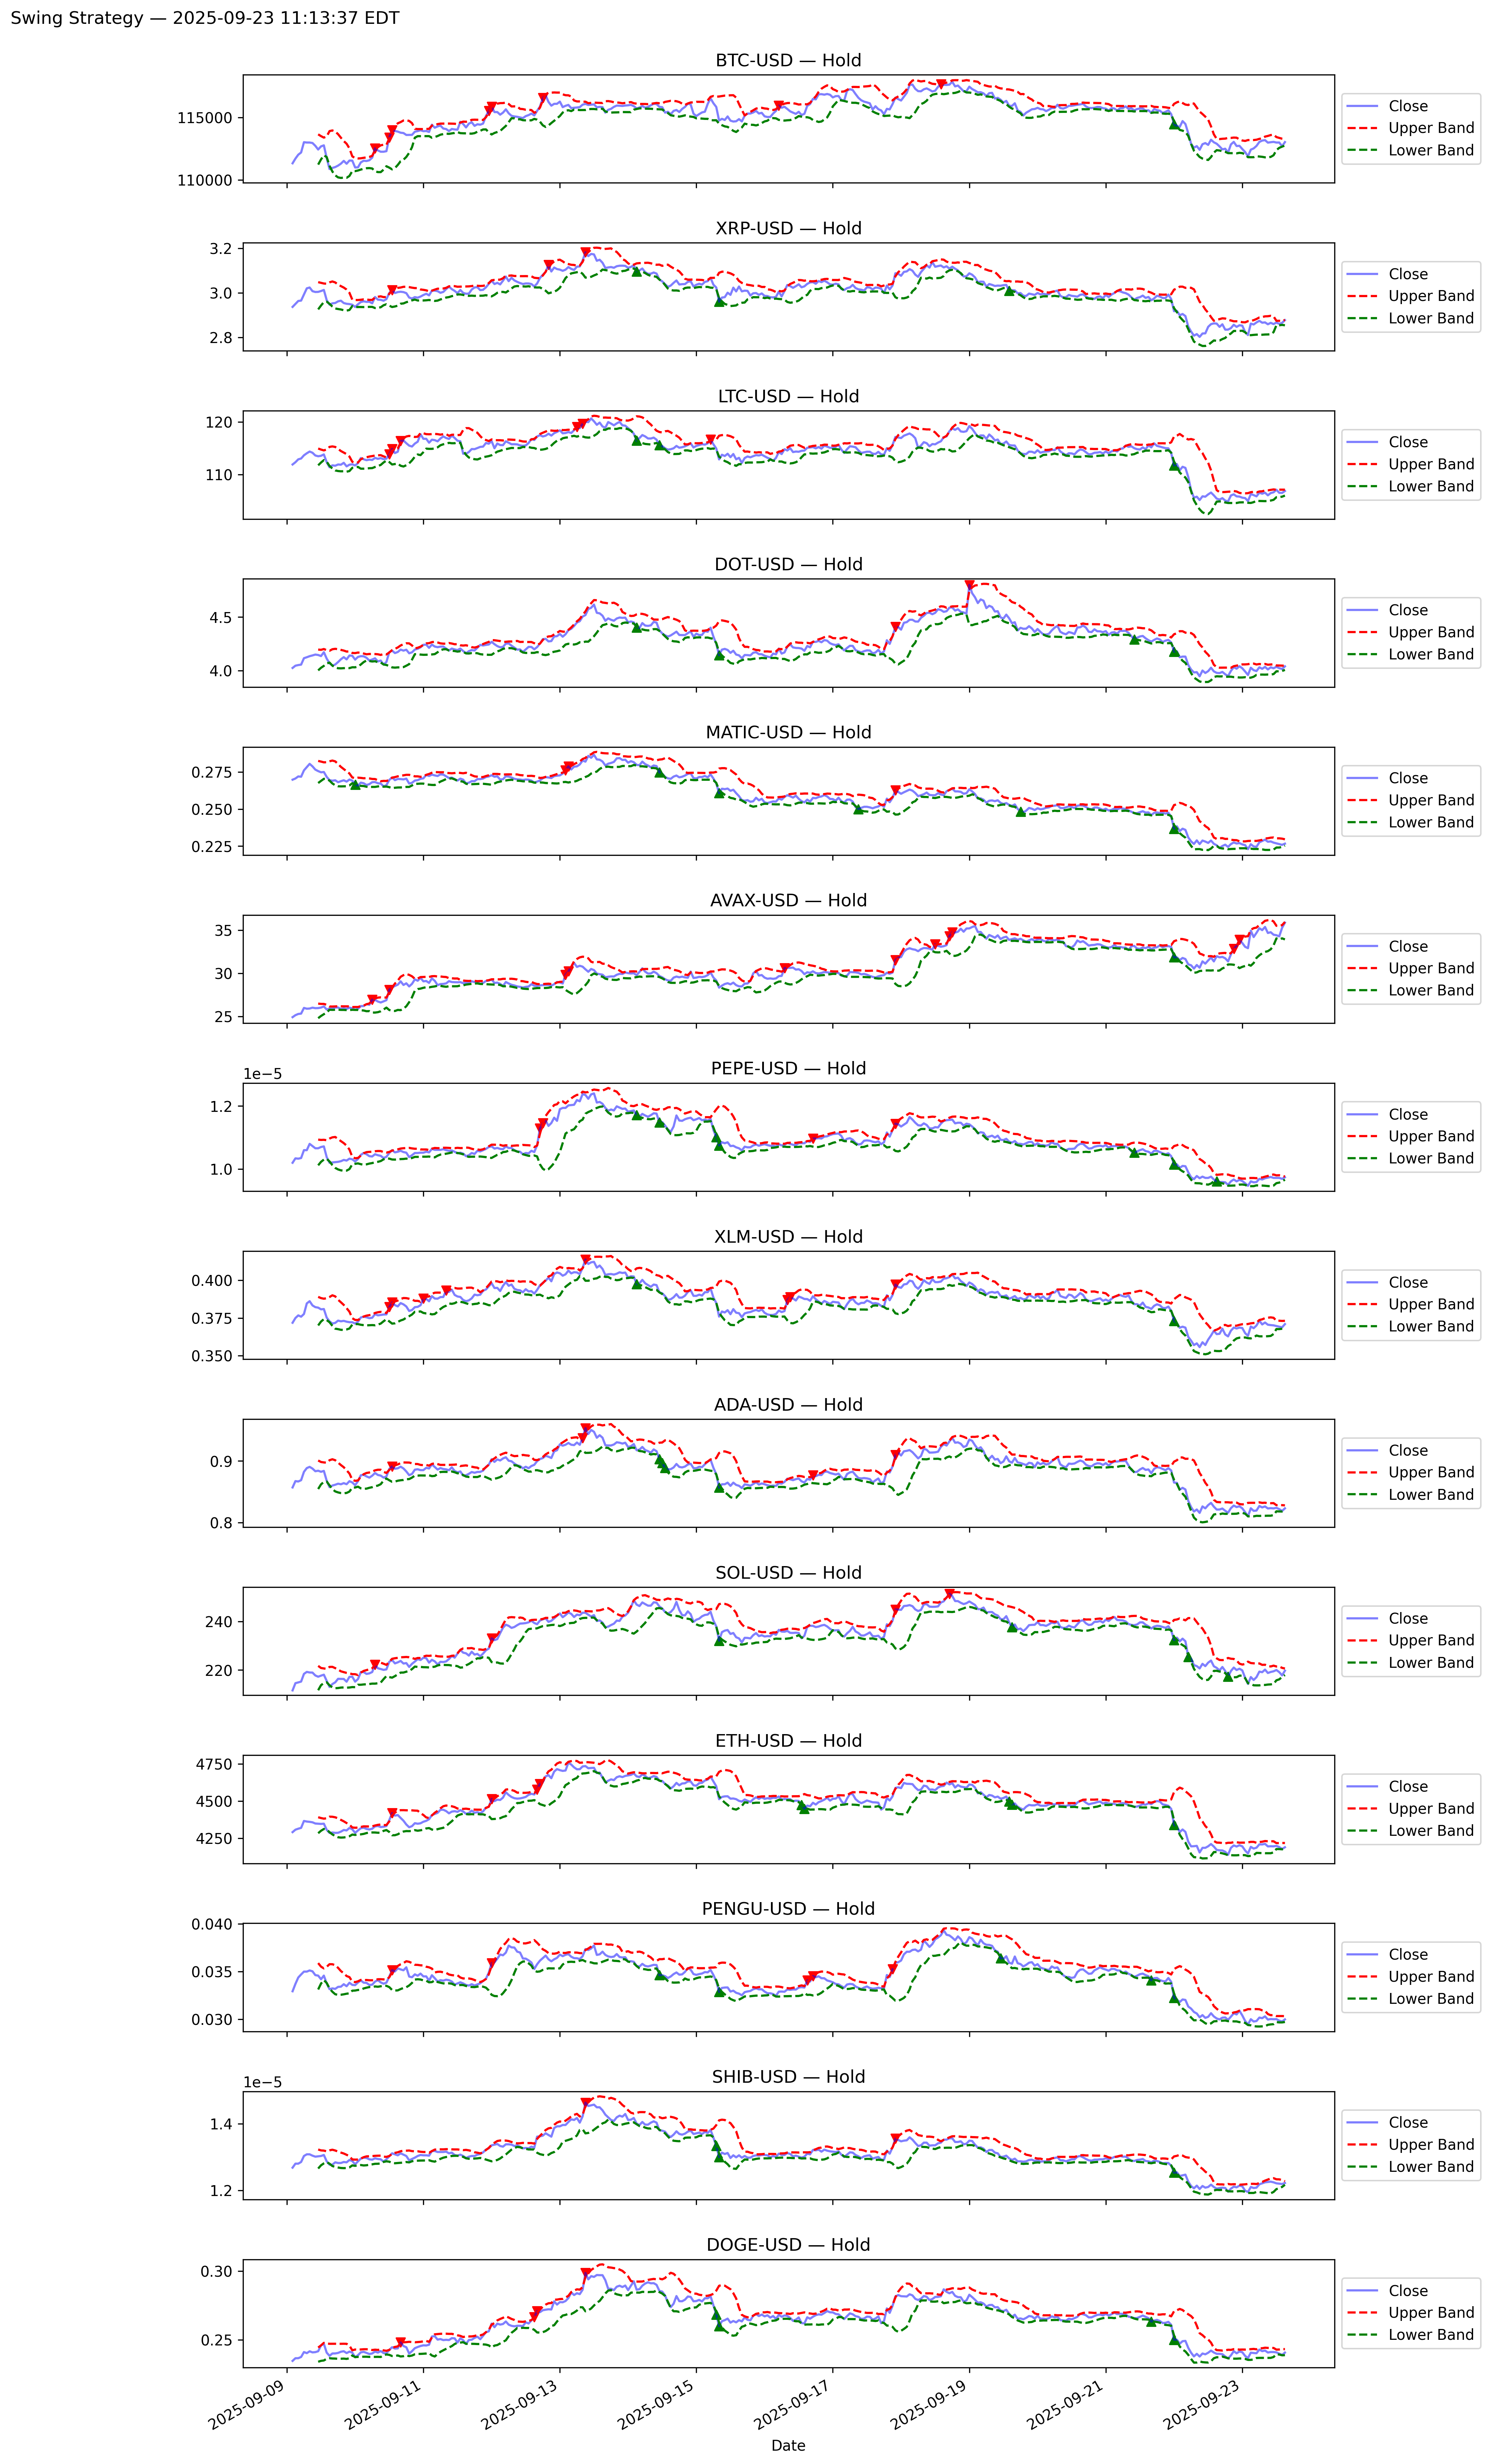 Swing Strategy — 2025-09-23 11:13:37 EDT
BTC-USD — Hold
115000
110000
Close
Upper Band
Lower Band
XRP-USD — Hold
3.2
3.0
2.8
Close
Upper Band
Lower Band
LTC-USD — Hold
120
110
Close
Upper Band
Lower Band
DOT-USD — Hold
4.5
4.0
Close
Upper Band
Lower Band
MATIC-USD — Hold
0.275
0.250
0.225
Close
Upper Band
Lower Band
AVAX-USD — Hold
35
30
25
Close
Upper Band
Lower Band
PEPE-USD — Hold
1e−5
1.2
1.0
Close
Upper Band
Lower Band
XLM-USD — Hold
0.400
0.375
0.350
Close
Upper Band
Lower Band
ADA-USD — Hold
0.9
0.8
Close
Upper Band
Lower Band
SOL-USD — Hold
240
220
Close
Upper Band
Lower Band
ETH-USD — Hold
4750
4500
4250
Close
Upper Band
Lower Band
PENGU-USD — Hold
0.040
0.035
0.030
Close
Upper Band
Lower Band
SHIB-USD — Hold
1e−5
1.4
1.2
Close
Upper Band
Lower Band
DOGE-USD — Hold
0.30
0.25
Close
Upper Band
Lower Band
2025-09-09
2025-09-11
2025-09-13
2025-09-15
2025-09-17
2025-09-19
2025-09-21
2025-09-23
Date